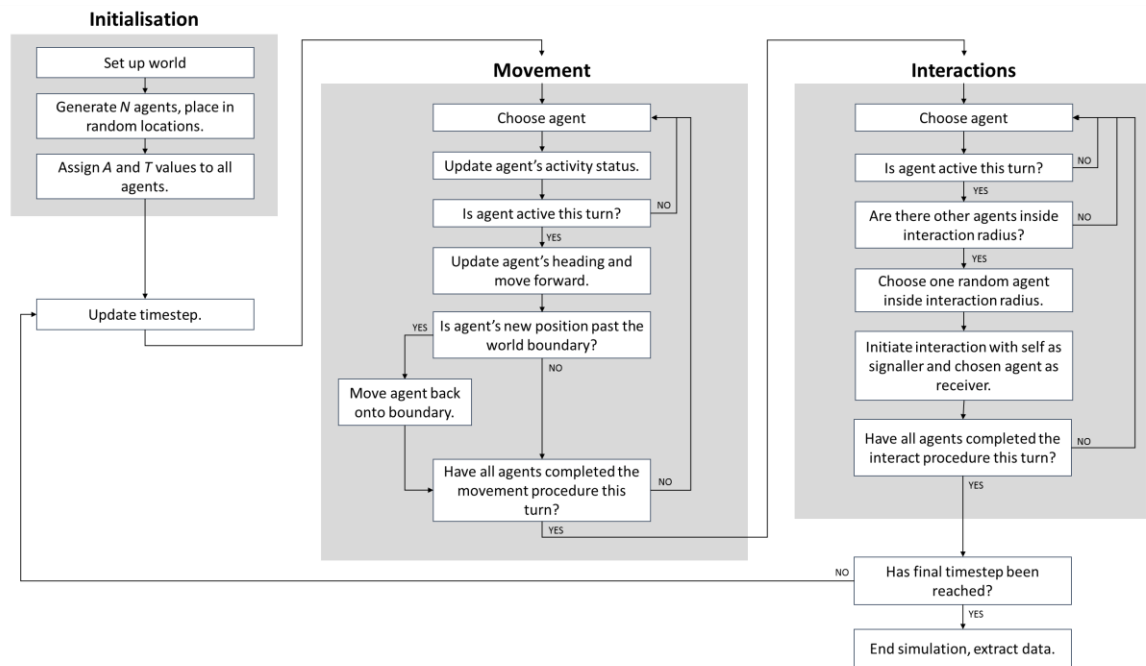 Initialisation
Set up world
Generate N agents, place in
random locations.
Assign A and T values to all
agents.
Update timestep.
Movement
Choose agent
Update agent’s activity status.
Is agent active this turn?
NO
YES
Update agent’s heading and
move forward.
Is agent’s new position past the
world boundary?
YES
NO
Move agent back
onto boundary.
Have all agents completed the
movement procedure this
turn?
NO
YES
Interactions
Choose agent
Is agent active this turn?
NO
YES
Are there other agents inside
interaction radius?
NO
YES
Choose one random agent
inside interaction radius.
Initiate interaction with self as
signaller and chosen agent as
receiver.
Have all agents completed the
interact procedure this turn?
NO
YES
Has final timestep been
reached?
NO
YES
End simulation, extract data.